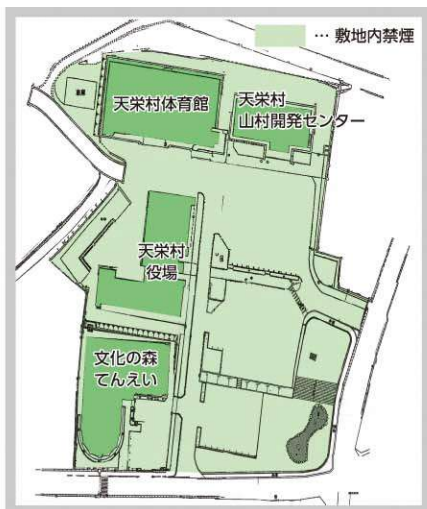 … 敷地内禁煙
天栄村体育館
天栄村
山村開発センター
天栄村
役場
文化の森
てんえい